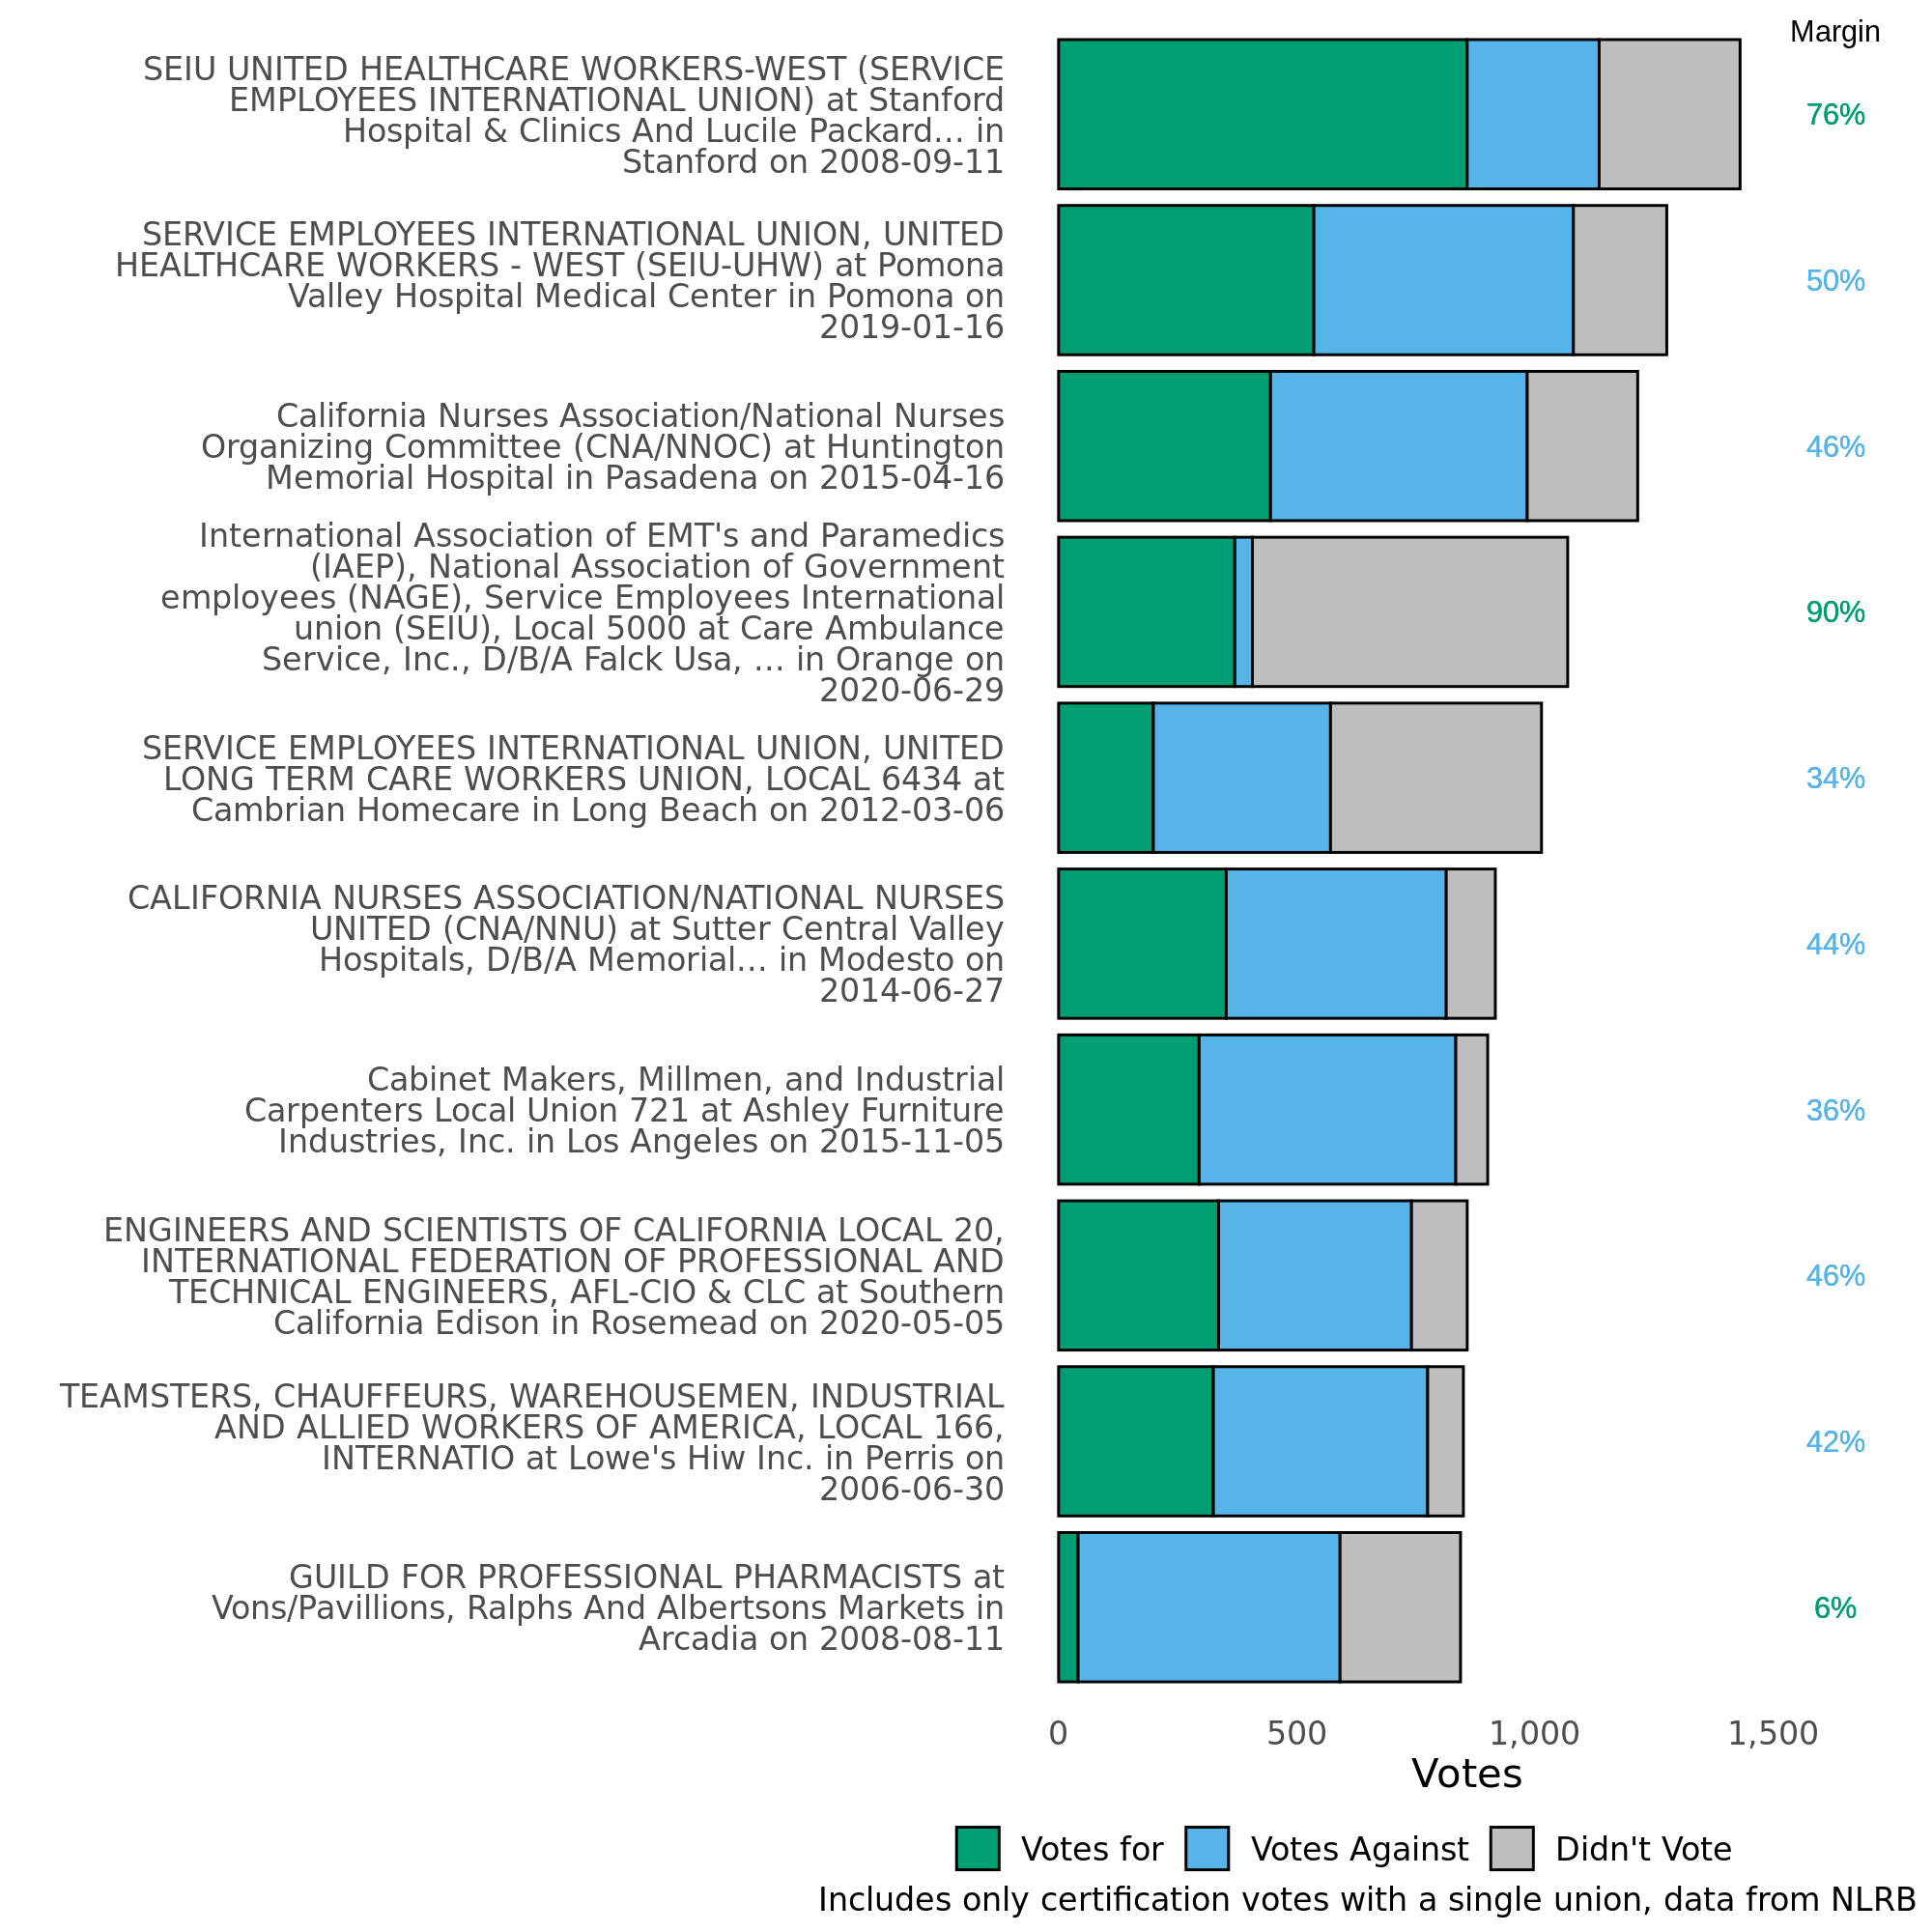 Margin
SEIU UNITED HEALTHCARE WORKERS-WEST (SERVICE
EMPLOYEES INTERNATIONAL UNION) at Stanford
Hospital & Clinics And Lucile Packard... in
Stanford on 2008-09-11
76%
SERVICE EMPLOYEES INTERNATIONAL UNION, UNITED
HEALTHCARE WORKERS - WEST (SEIU-UHW) at Pomona
Valley Hospital Medical Center in Pomona on
2019-01-16
50%
California Nurses Association/National Nurses
Organizing Committee (CNA/NNOC) at Huntington
Memorial Hospital in Pasadena on 2015-04-16
46%
International Association of EMT's and Paramedics
(IAEP), National Association of Government
employees (NAGE), Service Employees International
union (SEIU), Local 5000 at Care Ambulance
Service, Inc., D/B/A Falck Usa, ... in Orange on
2020-06-29
90%
SERVICE EMPLOYEES INTERNATIONAL UNION, UNITED
LONG TERM CARE WORKERS UNION, LOCAL 6434 at
Cambrian Homecare in Long Beach on 2012-03-06
34%
CALIFORNIA NURSES ASSOCIATION/NATIONAL NURSES
UNITED (CNA/NNU) at Sutter Central Valley
Hospitals, D/B/A Memorial... in Modesto on
2014-06-27
44%
Cabinet Makers, Millmen, and Industrial
Carpenters Local Union 721 at Ashley Furniture
Industries, Inc. in Los Angeles on 2015-11-05
36%
ENGINEERS AND SCIENTISTS OF CALIFORNIA LOCAL 20,
INTERNATIONAL FEDERATION OF PROFESSIONAL AND
TECHNICAL ENGINEERS, AFL-CIO & CLC at Southern
California Edison in Rosemead on 2020-05-05
46%
TEAMSTERS, CHAUFFEURS, WAREHOUSEMEN, INDUSTRIAL
AND ALLIED WORKERS OF AMERICA, LOCAL 166,
INTERNATIO at Lowe's Hiw Inc. in Perris on
2006-06-30
42%
GUILD FOR PROFESSIONAL PHARMACISTS at
Vons/Pavillions, Ralphs And Albertsons Markets in
Arcadia on 2008-08-11
6%
0 500 1,000 1,500
Votes
Votes for Votes Against Didn't Vote
Includes only certification votes with a single union, data from NLRB